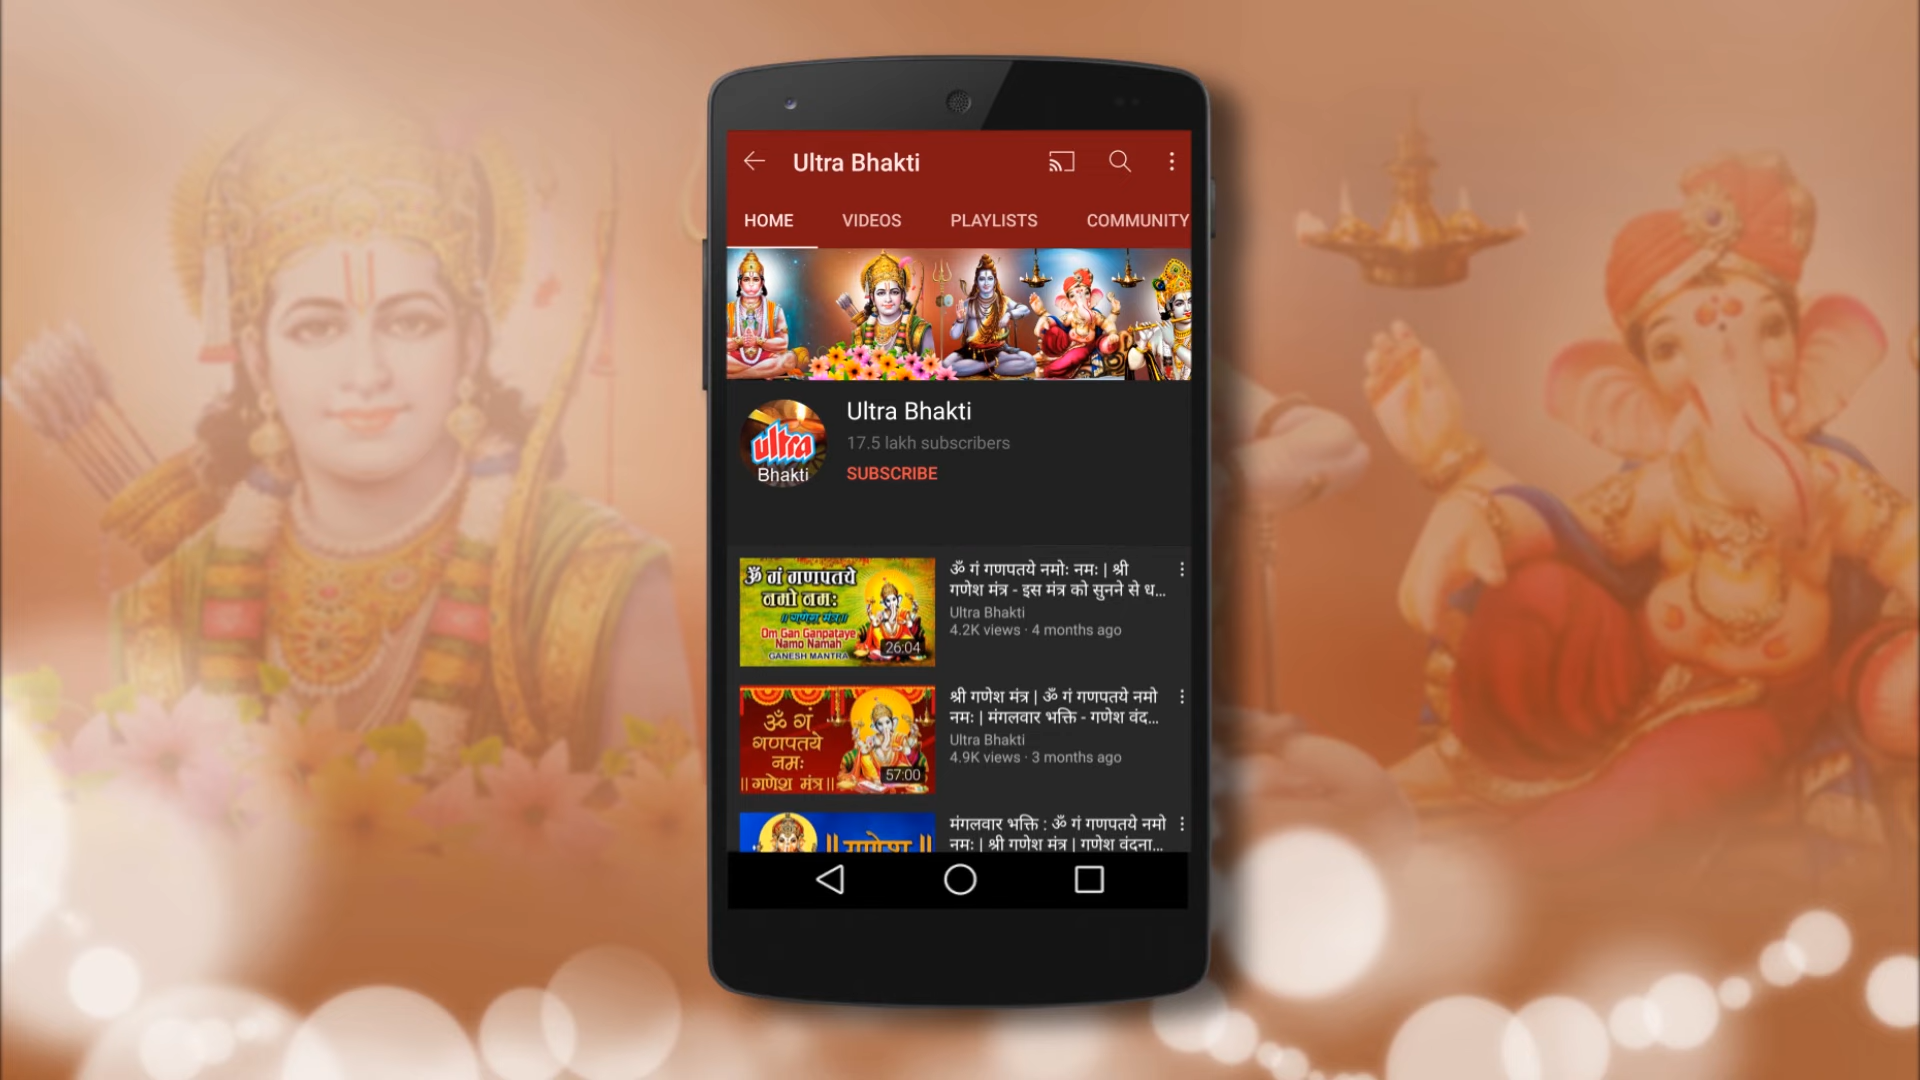 Ultra Bhakti
HOME VIDEOS PLAYLISTS COMMUNITY
Ultra Bhakti
17.5 lakh subscribers
SUBSCRIBE
ultra
Bhakti
ॐ गं गणपतये
नमो नमः
|| गणेश मंत्र ||
Om Gan Ganpataye
Namo Namah
GANESH MANTRA
26:04
ॐ गं गणपतये नमोः नमः | श्री
गणेश मंत्र - इस मंत्र को सुनने से ध...
Ultra Bhakti
4.2K views · 4 months ago
ॐ गं
गणपतये
नमः
|| गणेश मंत्र ||
57:00
श्री गणेश मंत्र | ॐ गं गणपतये नमो
नमः | मंगलवार भक्ति - गणेश वंद...
Ultra Bhakti
4.9K views · 3 months ago
|| गणेश ||
मंगलवार भक्ति : ॐ गं गणपतये नमो
नमः | श्री गणेश मंत्र | गणेश वंदना...